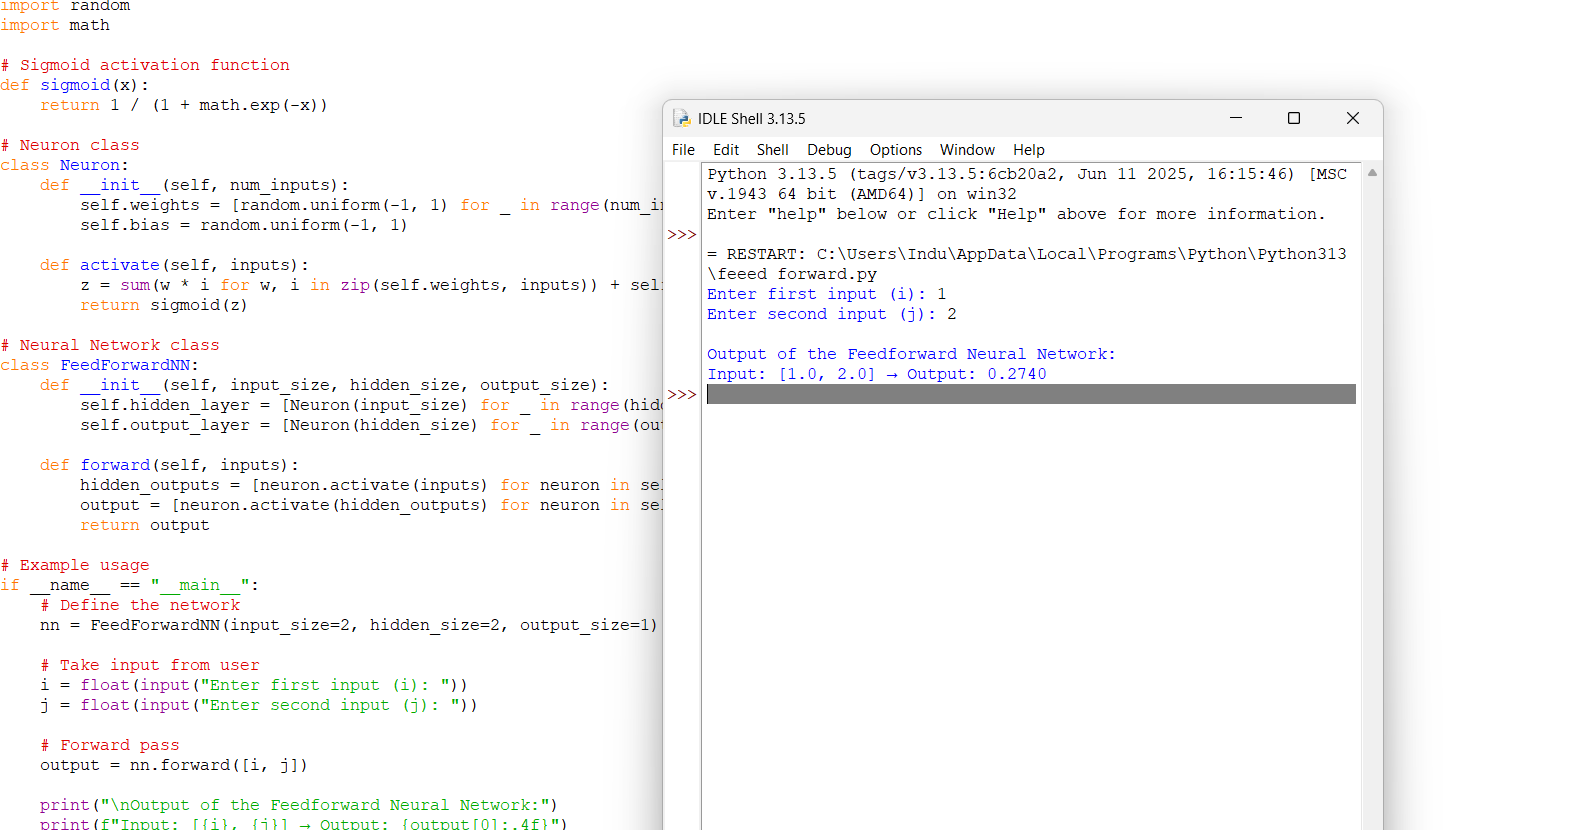 import random
import math
# Sigmoid activation function
def sigmoid(x):
    return 1 / (1 + math.exp(-x))
# Neuron class
class Neuron:
    def __init__(self, num_inputs):
        self.weights = [random.uniform(-1, 1) for _ in range(num_i
        self.bias = random.uniform(-1, 1)
    def activate(self, inputs):
        z = sum(w * i for w, i in zip(self.weights, inputs)) + sel
        return sigmoid(z)
# Neural Network class
class FeedForwardNN:
    def __init__(self, input_size, hidden_size, output_size):
        self.hidden_layer = [Neuron(input_size) for _ in range(hid
        self.output_layer = [Neuron(hidden_size) for _ in range(ou
    def forward(self, inputs):
        hidden_outputs = [neuron.activate(inputs) for neuron in se
        output = [neuron.activate(hidden_outputs) for neuron in se
        return output
# Example usage
if __name__ == "__main__":
    # Define the network
    nn = FeedForwardNN(input_size=2, hidden_size=2, output_size=1)
    # Take input from user
    i = float(input("Enter first input (i): "))
    j = float(input("Enter second input (j): "))
    # Forward pass
    output = nn.forward([i, j])
    print("\nOutput of the Feedforward Neural Network:")
    print(f"Input: [{i}, {j}] → Output: {output[0]:.4f}")
IDLE Shell 3.13.5
File Edit Shell Debug Options Window Help
Python 3.13.5 (tags/v3.13.5:6cb20a2, Jun 11 2025, 16:15:46) [MSC
v.1943 64 bit (AMD64)] on win32
Enter "help" below or click "Help" above for more information.
>>>
= RESTART: C:\Users\Indu\AppData\Local\Programs\Python\Python313
\feeed forward.py
Enter first input (i): 1
Enter second input (j): 2
Output of the Feedforward Neural Network:
Input: [1.0, 2.0] → Output: 0.2740
>>>